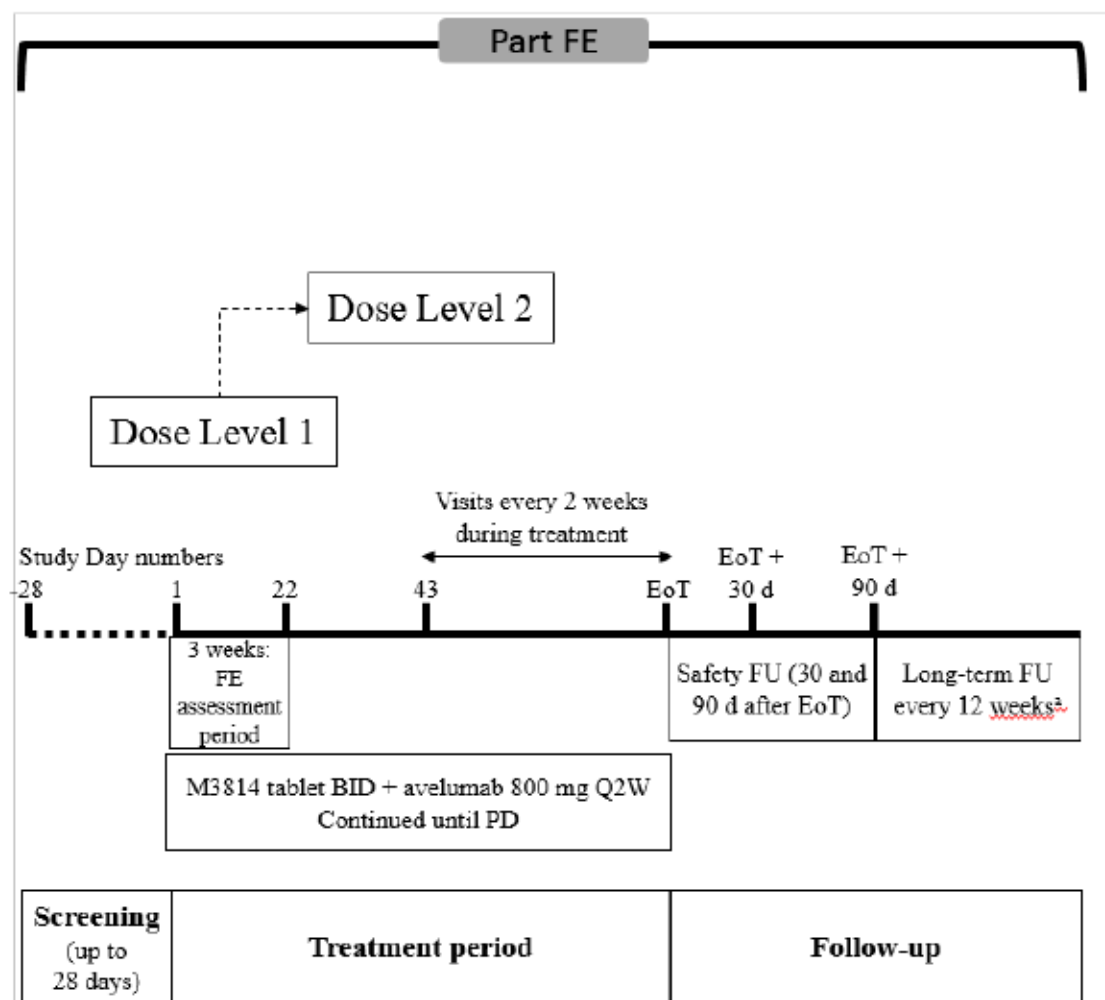 Part FE
Dose Level 2
Dose Level 1
Visits every 2 weeks
during treatment
Study Day numbers
-28
1
22
43
EoT
EoT +
30 d
EoT +
90 d
3 weeks:
FE
assessment
period
Safety FU (30 and
90 d after EoT)
Long-term FU
every 12 weeks
M3814 tablet BID + avelumab 800 mg Q2W
Continued until PD
Screening
(up to
28 days)
Treatment period
Follow-up